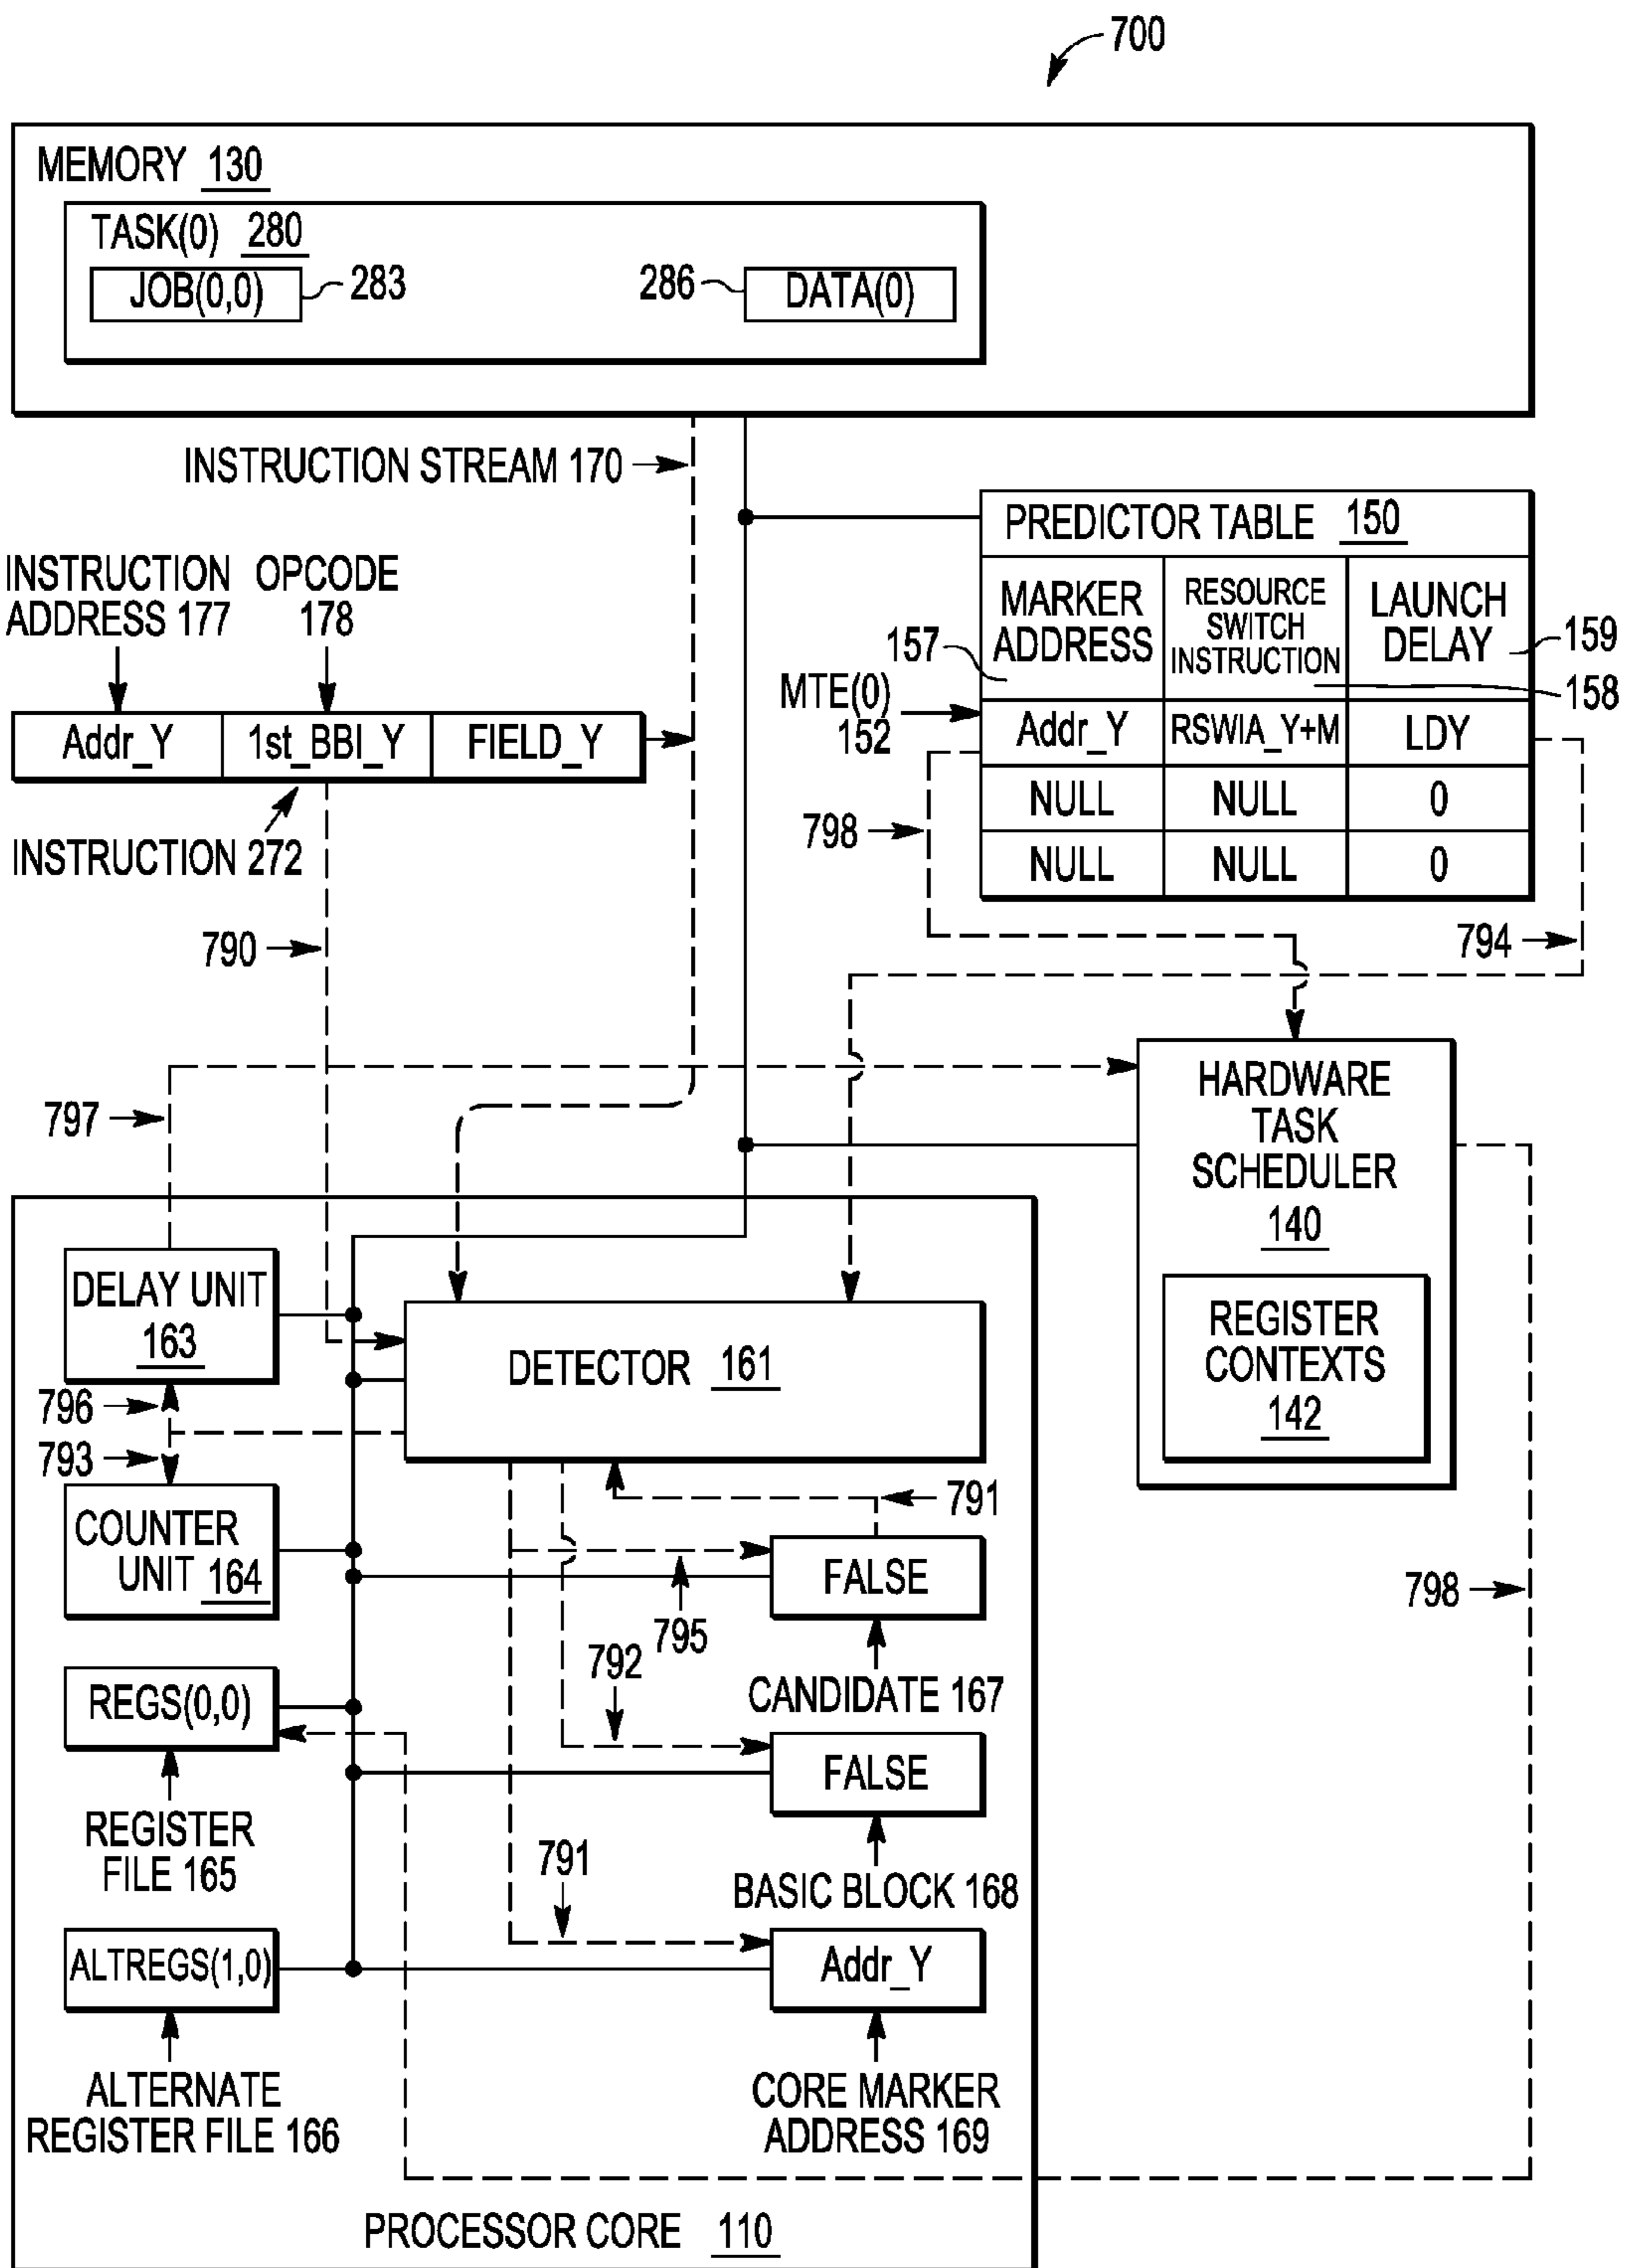 700
MEMORY 130
TASK(0) 280
JOB(0,0)
283
286
DATA(0)
INSTRUCTION STREAM 170
PREDICTOR TABLE 150
MARKER
ADDRESS
RESOURCE
SWITCH
INSTRUCTION
LAUNCH
DELAY
157
159
158
MTE(0)
152
Addr_Y
RSWIA_Y+M
LDY
NULL
NULL
0
NULL
NULL
0
INSTRUCTION
ADDRESS 177
OPCODE
178
Addr_Y
1st_BBI_Y
FIELD_Y
INSTRUCTION 272
798
790
794
797
HARDWARE
TASK
SCHEDULER
140
REGISTER
CONTEXTS
142
DELAY UNIT
163
DETECTOR 161
796
793
COUNTER
UNIT 164
791
FALSE
795
798
792
CANDIDATE 167
REGS(0,0)
REGISTER
FILE 165
FALSE
791
BASIC BLOCK 168
ALTREGS(1,0)
Addr_Y
ALTERNATE
REGISTER FILE 166
CORE MARKER
ADDRESS 169
PROCESSOR CORE 110